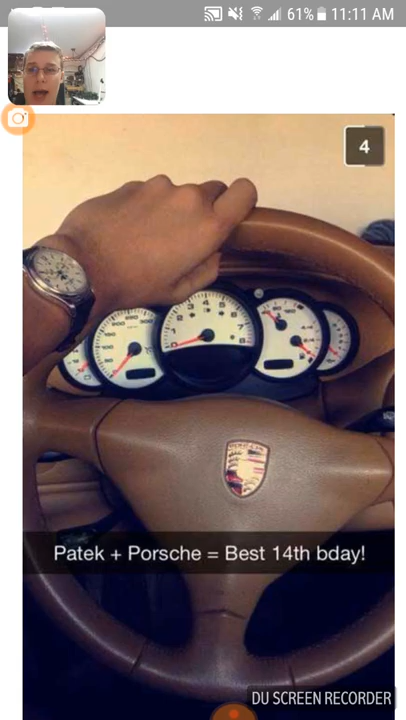 61% 11:11 AM
4
Patek + Porsche = Best 14th bday!
DU SCREEN RECORDER